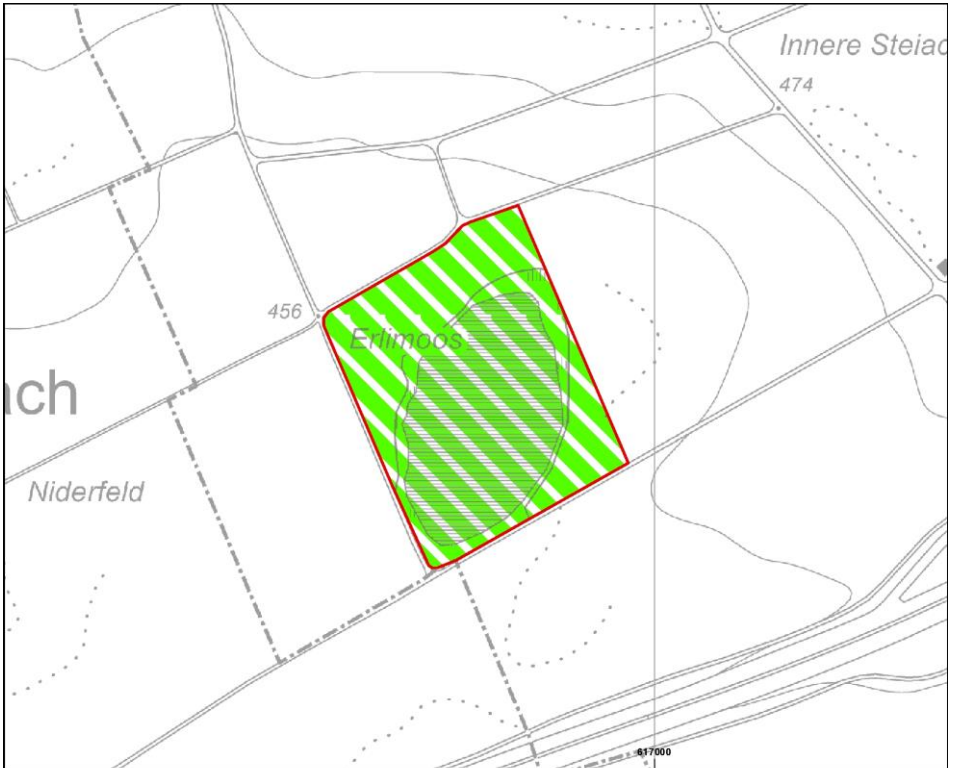 Innere Steiac
474
456
Erlimoos
ach
Niderfeld
617000